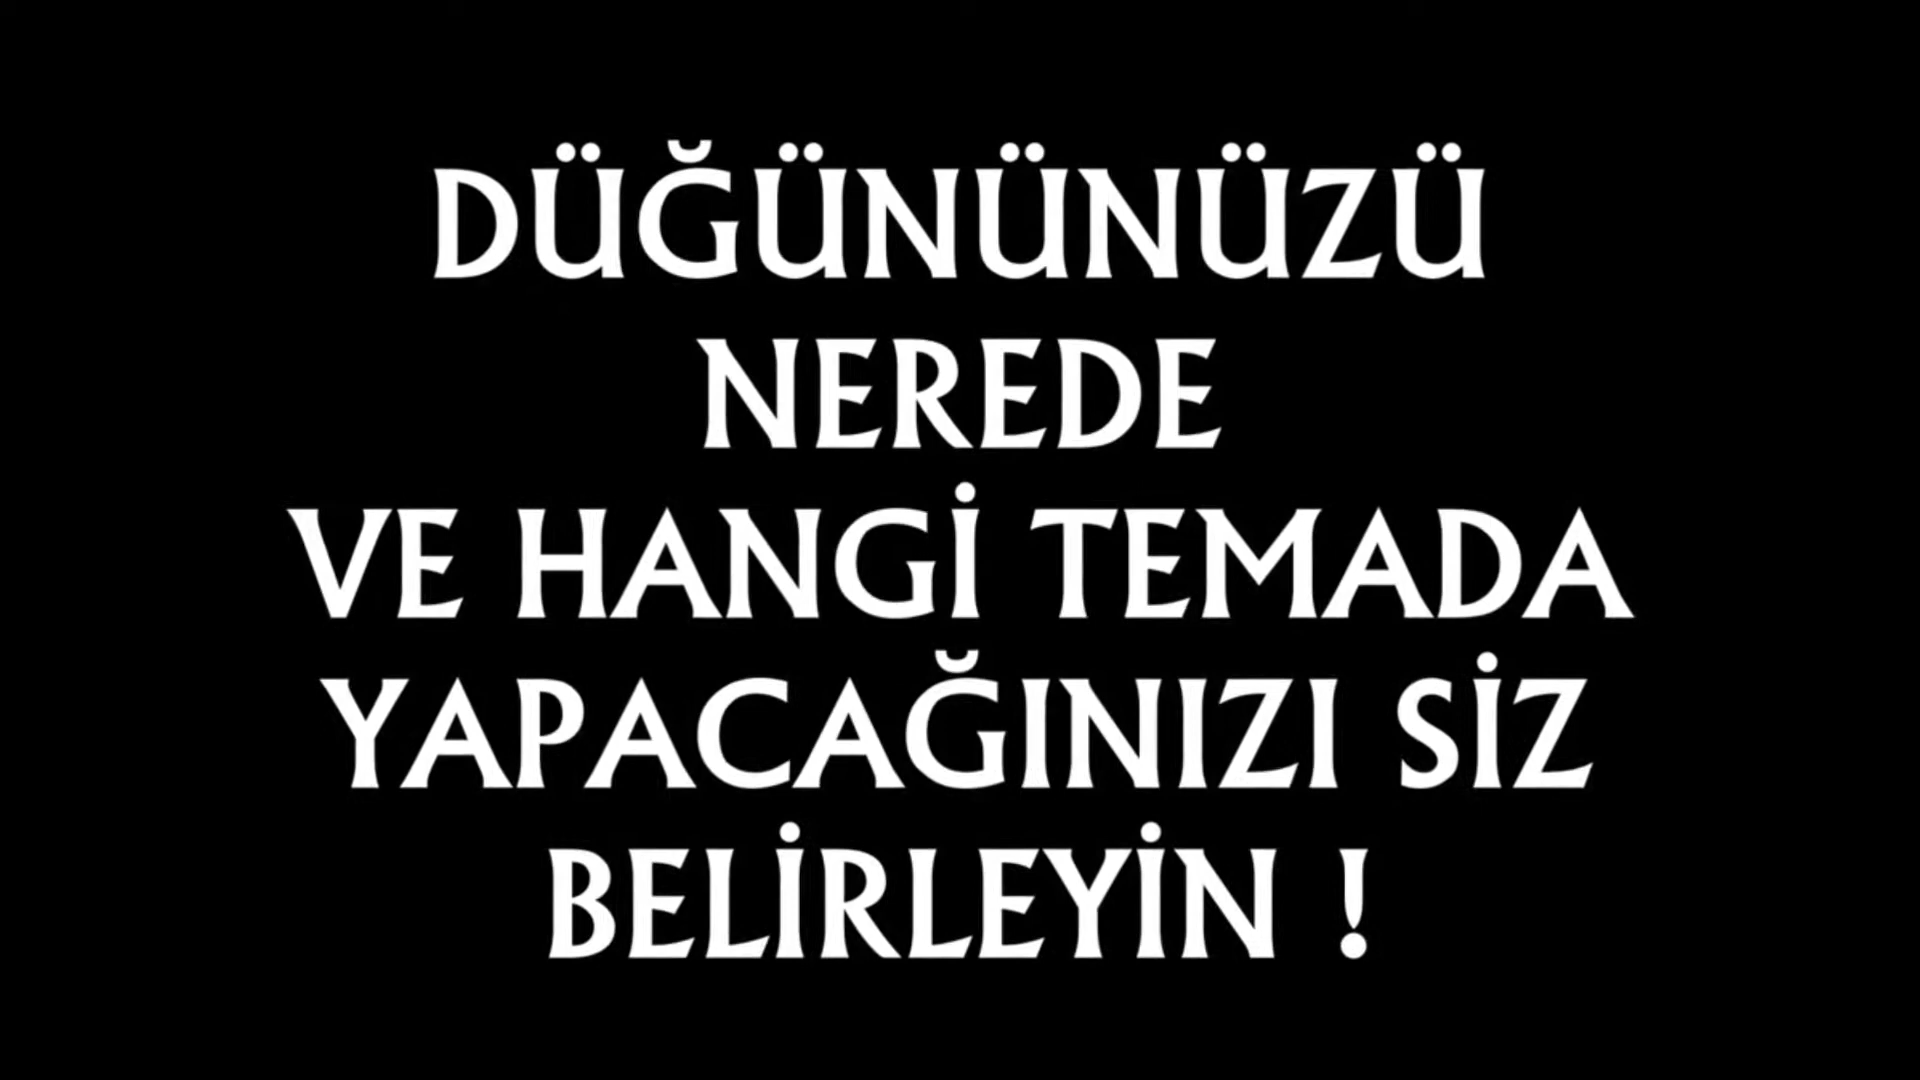 DÜĞÜNÜNÜZÜ
NEREDE
VE HANGİ TEMADA
YAPACAĞINIZI SİZ
BELİRLEYİN !